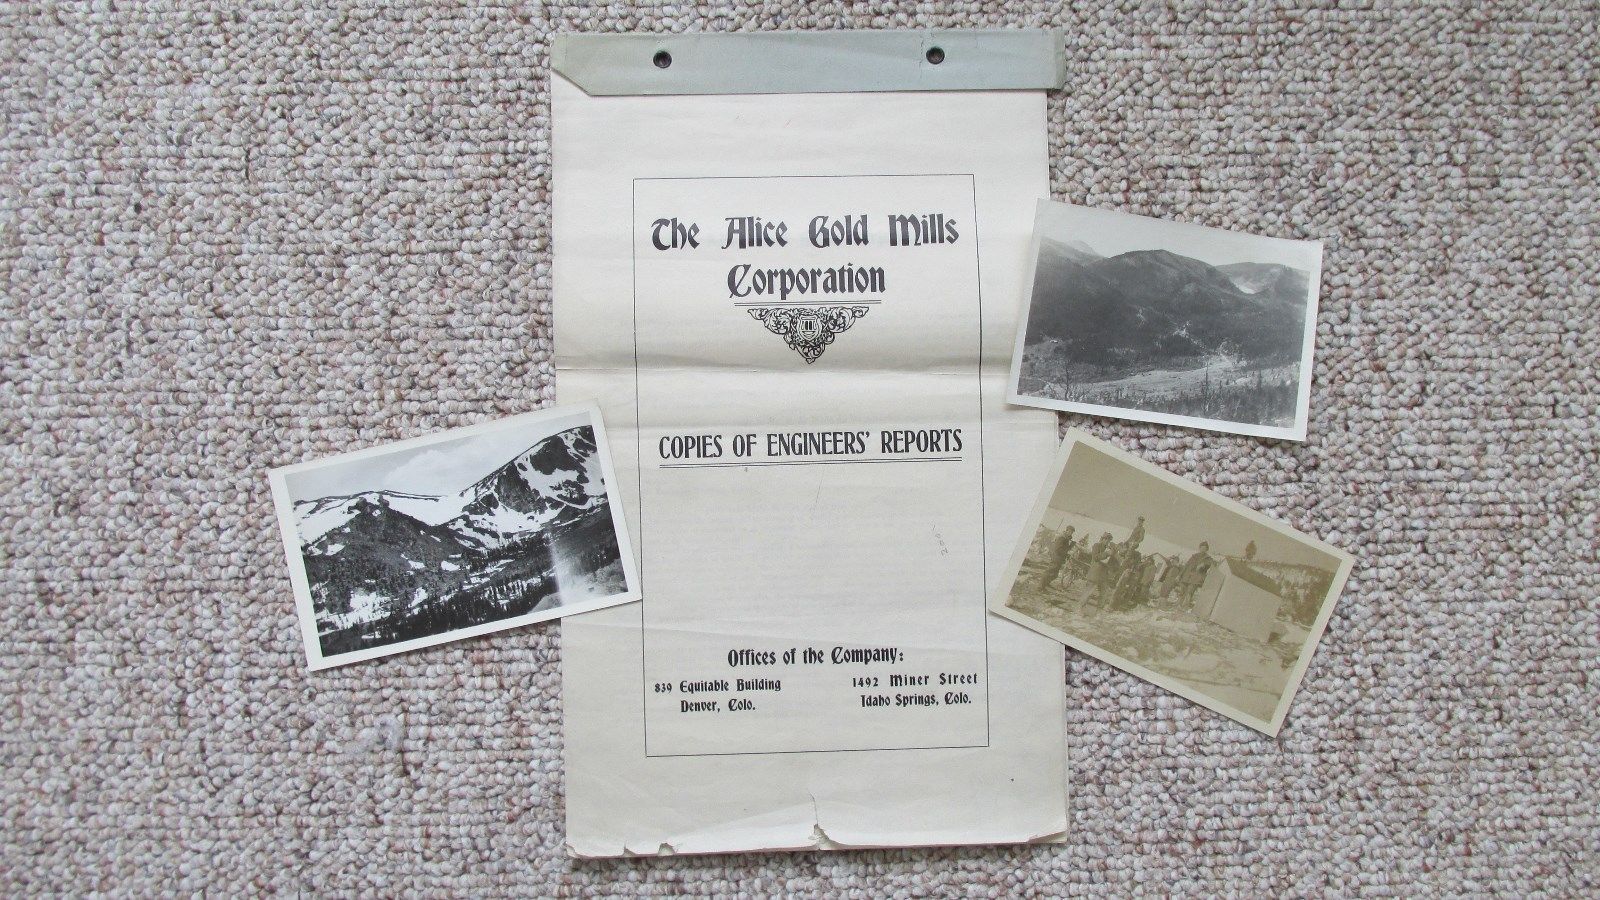 The Alice Gold Mills
Corporation
COPIES OF ENGINEERS' REPORTS
Offices of the Company:
839 Equitable Building
Denver, Colo.
1492 Miner Street
Idaho Springs, Colo.